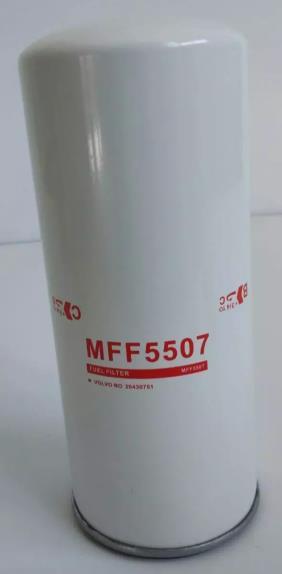 MFF5507
FUEL FILTER MFF5507
VOLVO NO 20430751